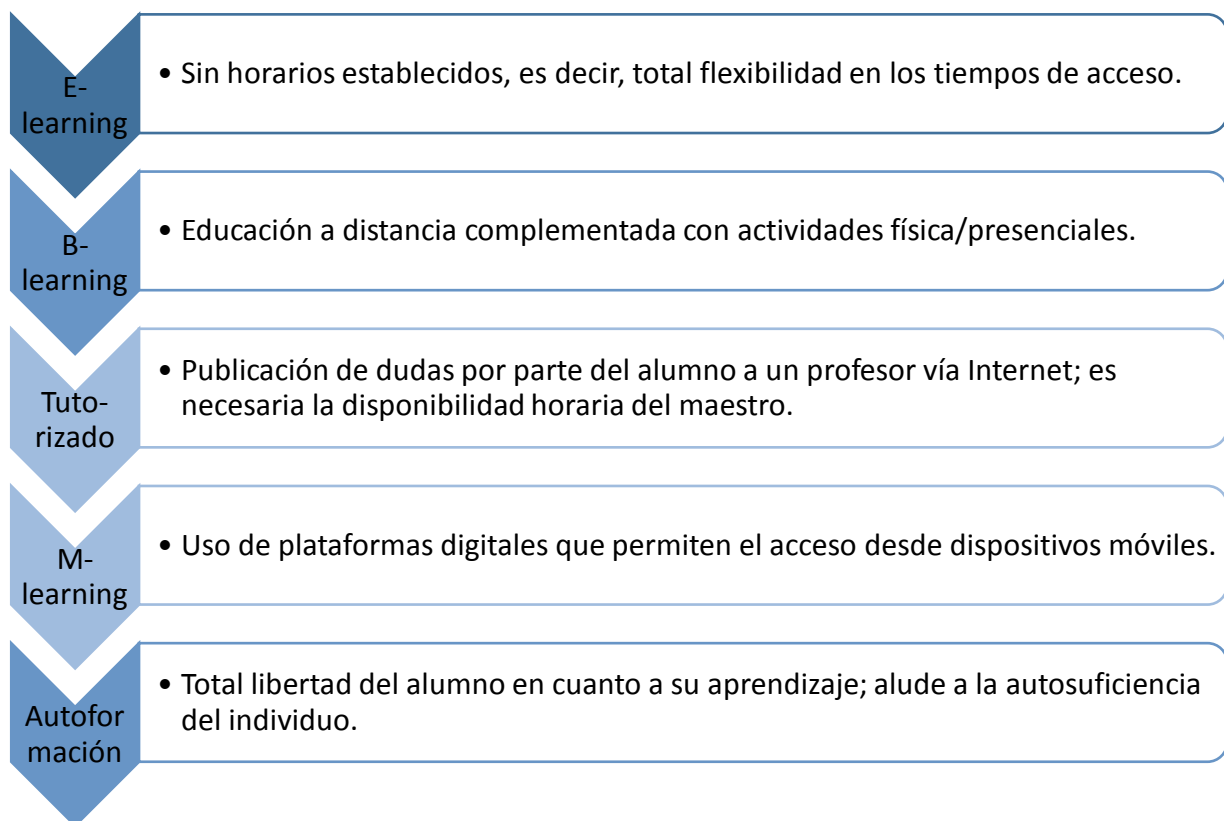 E-
learning
• Sin horarios establecidos, es decir, total flexibilidad en los tiempos de acceso.
B-
learning
• Educación a distancia complementada con actividades física/presenciales.
Tuto-
rizado
• Publicación de dudas por parte del alumno a un profesor vía Internet; es
necesaria la disponibilidad horaria del maestro.
M-
learning
• Uso de plataformas digitales que permiten el acceso desde dispositivos móviles.
Autofor
mación
• Total libertad del alumno en cuanto a su aprendizaje; alude a la autosuficiencia
del individuo.